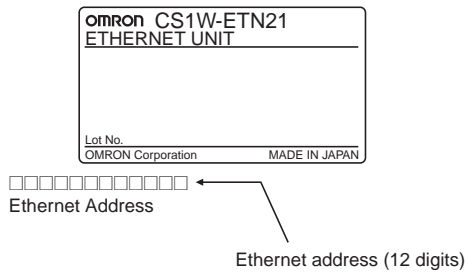 OMRON CS1W-ETN21
ETHERNET UNIT
Lot No.
OMRON Corporation MADE IN JAPAN
□□□□□□□□□□□□
Ethernet Address
Ethernet address (12 digits)